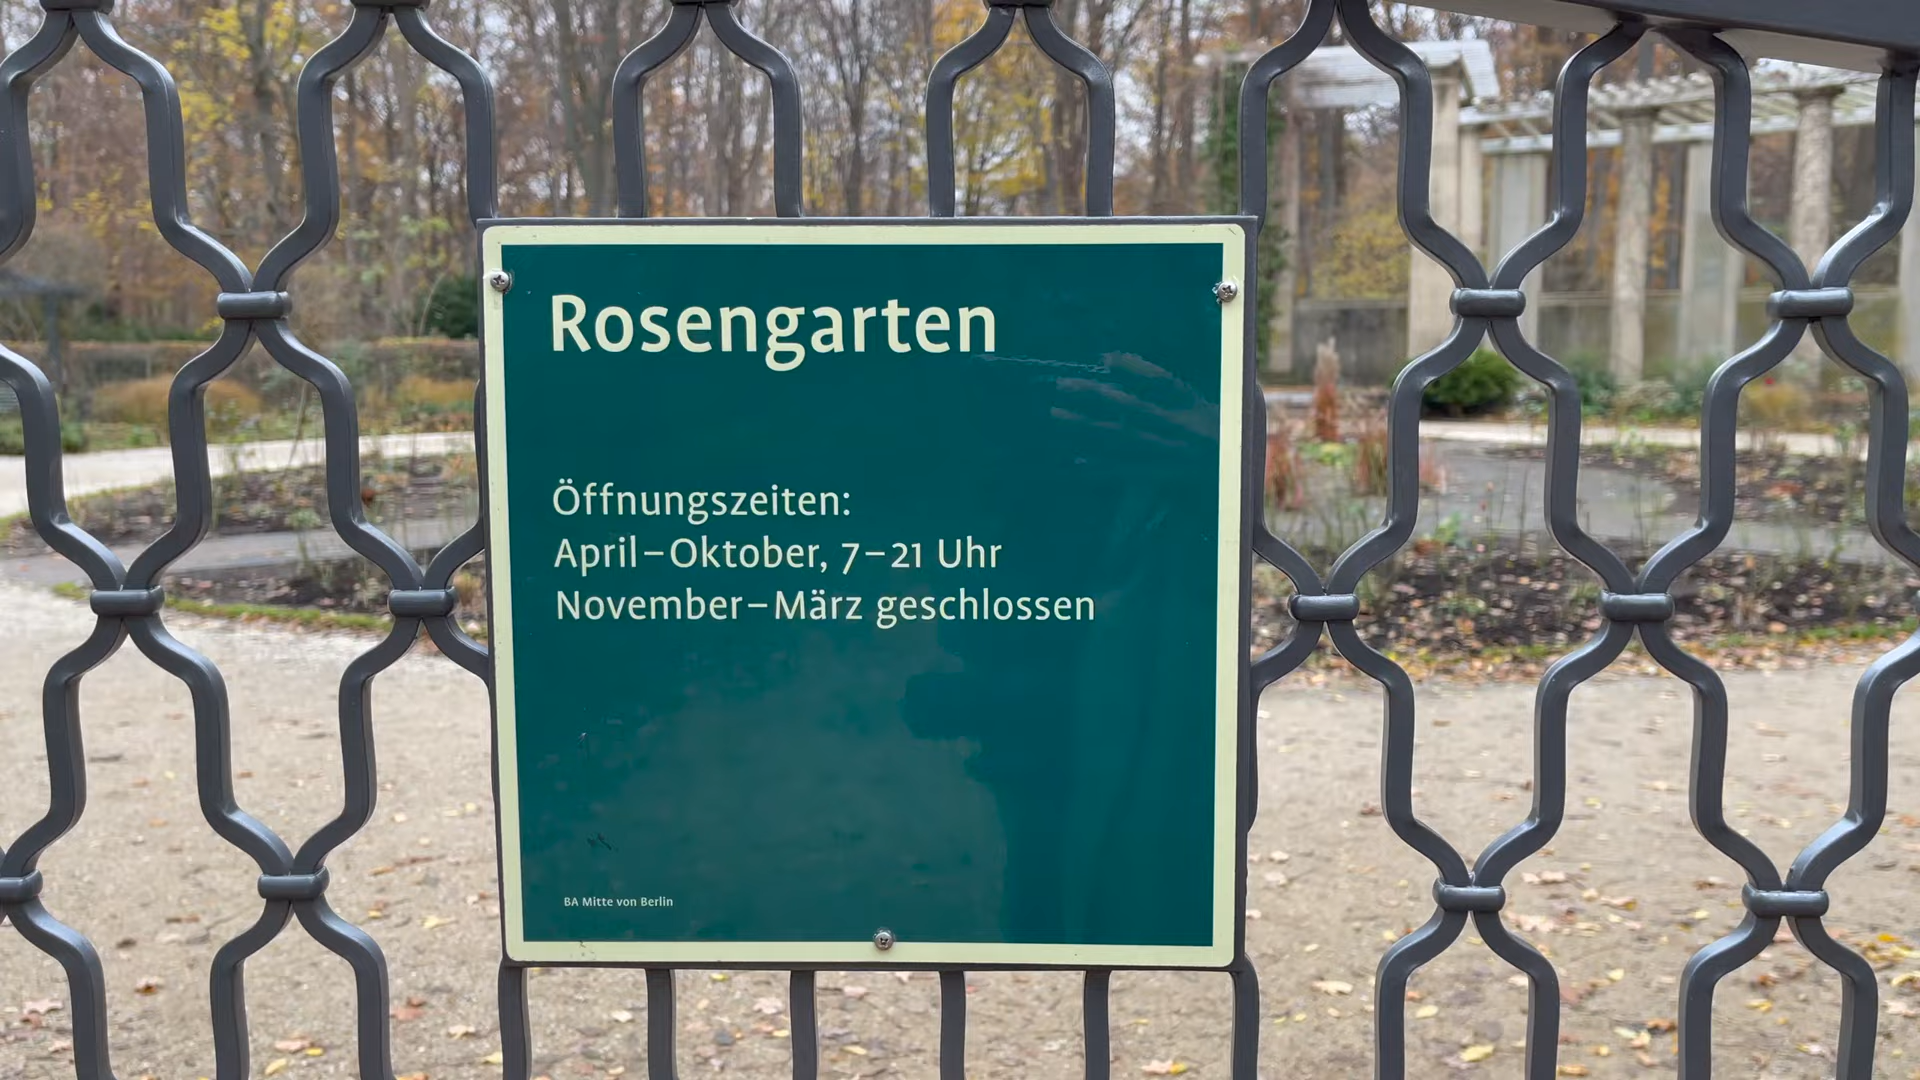 Rosengarten
Öffnungszeiten:
April – Oktober, 7 – 21 Uhr
November – März geschlossen
BA Mitte von Berlin